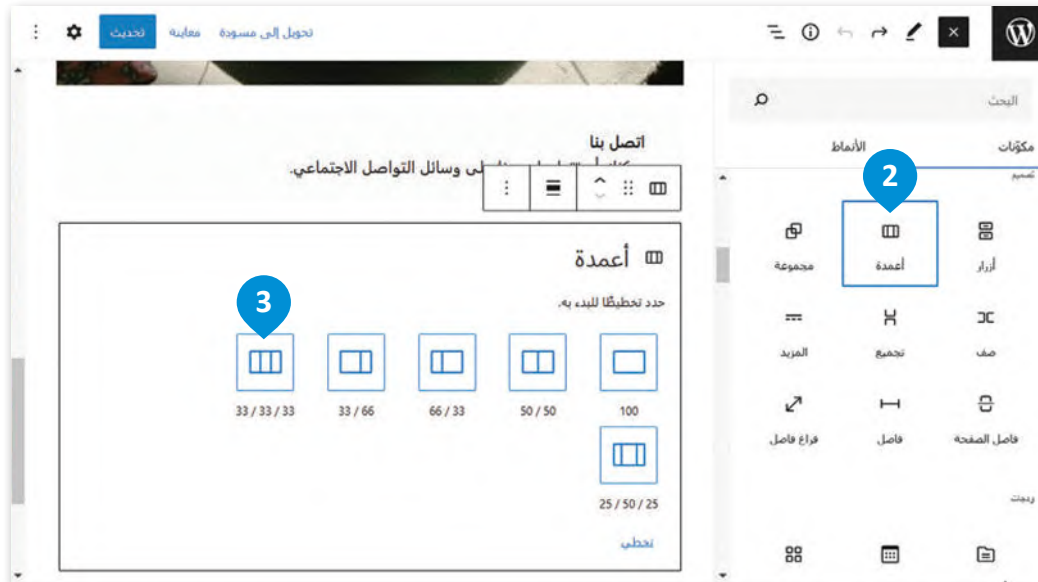 تحويل إلى مسودة
معاينة
تحديث
البحث
مكوّنات
الأنماط
تصميم
2
أزرار
أعمدة
مجموعة
صف
تجميع
المزيد
فاصل الصفحة
فاصل
فراغ فاصل
اتصل بنا
لى وسائل التواصل الاجتماعي.
أعمدة
حدد تخطيطًا للبدء به.
3
100
50 / 50
66 / 33
33 / 66
33 / 33 / 33
25 / 50 / 25
تخطي